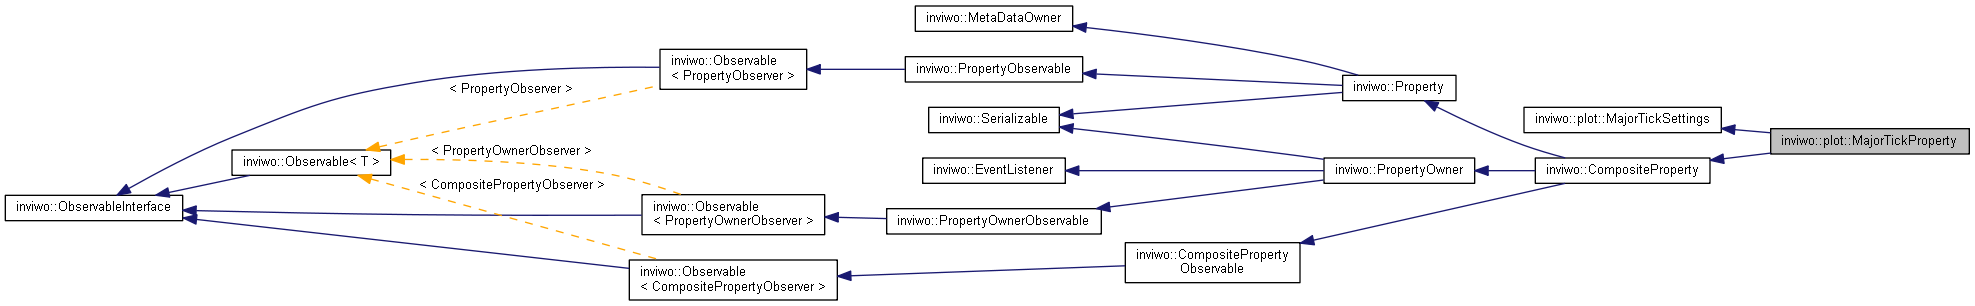 inviwo::MetaDataOwner
inviwo::Observable
< PropertyObserver >
inviwo::PropertyObservable
inviwo::Property
< PropertyObserver >
inviwo::Serializable
inviwo::plot::MajorTickSettings
inviwo::plot::MajorTickProperty
inviwo::Observable< T >
< PropertyOwnerObserver >
inviwo::EventListener
inviwo::PropertyOwner
inviwo::CompositeProperty
< CompositePropertyObserver >
inviwo::ObservableInterface
inviwo::Observable
< PropertyOwnerObserver >
inviwo::PropertyOwnerObservable
inviwo::CompositeProperty
Observable
inviwo::Observable
< CompositePropertyObserver >